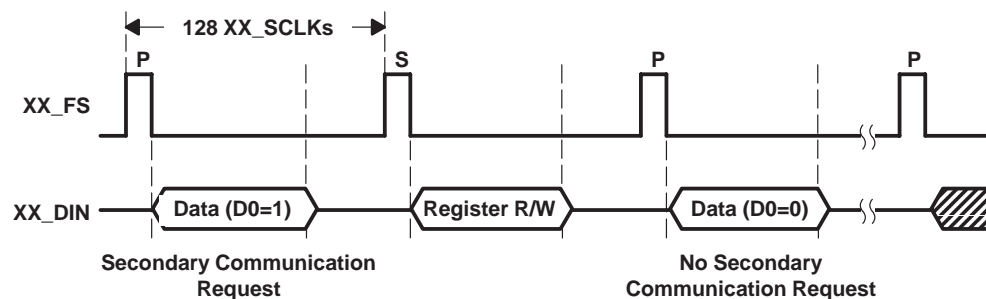 128 XX_SCLKs
P
S
P
P
XX_FS
XX_DIN
Data (D0=1)
Register R/W
Data (D0=0)
Secondary Communication
Request
No Secondary
Communication Request